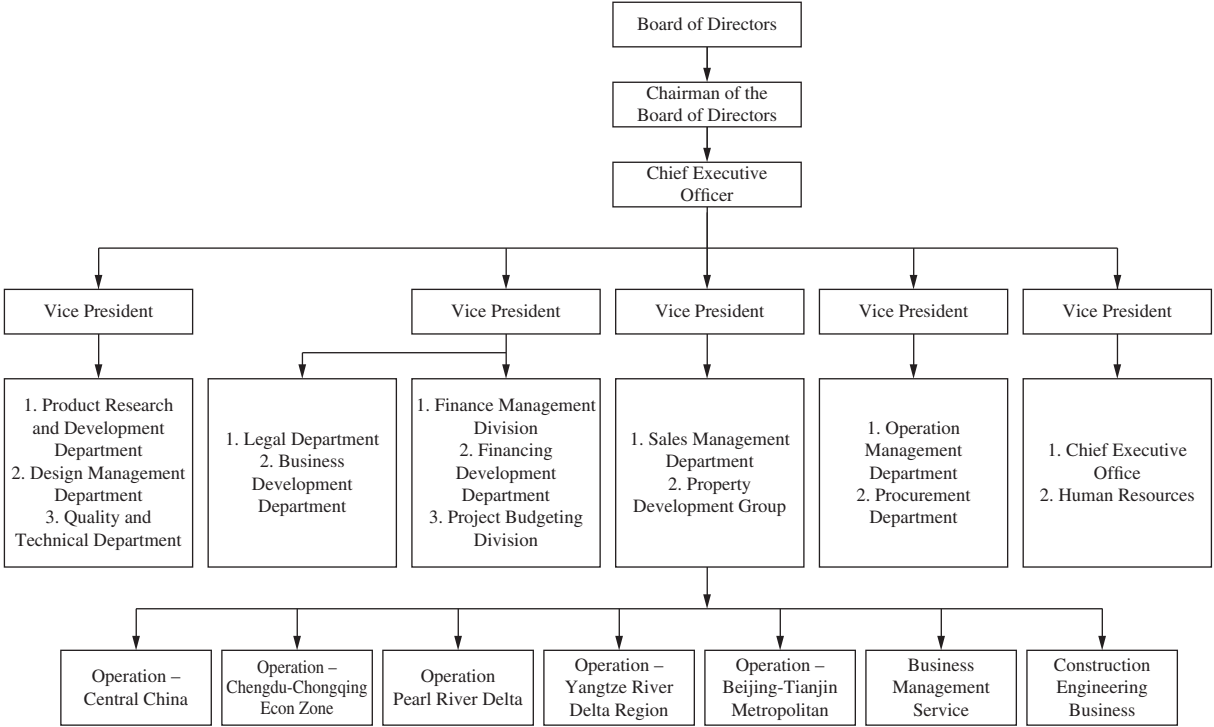 Board of Directors
Chairman of the
Board of Directors
Chief Executive
Officer
Vice President
Vice President
Vice President
Vice President
Vice President
1. Product Research
and Development
Department
2. Design Management
Department
3. Quality and
Technical Department
1. Legal Department
2. Business
Development
Department
1. Finance Management
Division
2. Financing
Development
Department
3. Project Budgeting
Division
1. Sales Management
Department
2. Property
Development Group
1. Operation
Management
Department
2. Procurement
Department
1. Chief Executive
Office
2. Human Resources
Operation –
Central China
Operation –
Chengdu-Chongqing
Econ Zone
Operation
Pearl River Delta
Operation –
Yangtze River
Delta Region
Operation –
Beijing-Tianjin
Metropolitan
Business
Management
Service
Construction
Engineering
Business